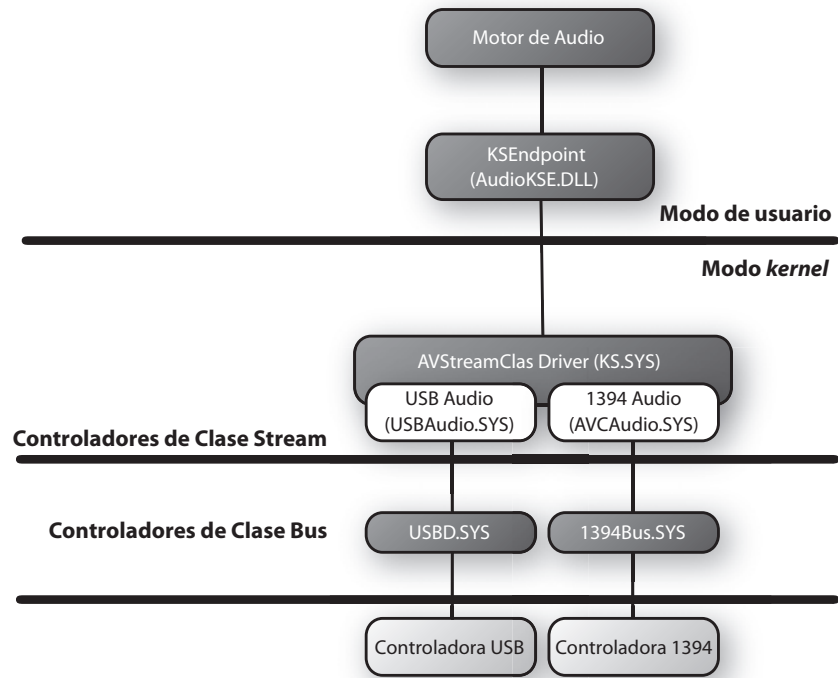 Motor de Audio
KSEndpoint
(AudioKSE.DLL)
Modo de usuario
Modo kernel
AVStreamClas Driver (KS.SYS)
USB Audio
(USBAudio.SYS)
1394 Audio
(AVCAudio.SYS)
Controladores de Clase Stream
Controladores de Clase Bus
USBD.SYS
1394Bus.SYS
Controladora USB
Controladora 1394